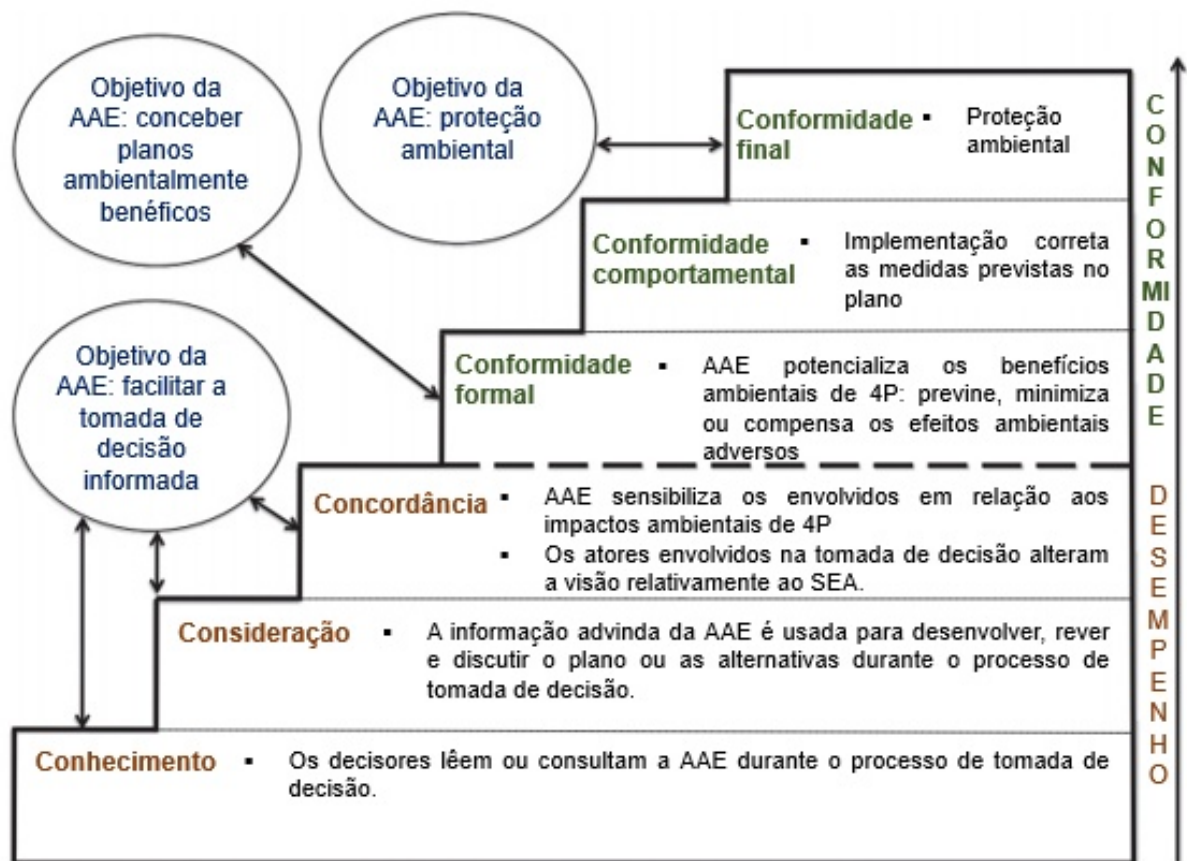 Objetivo da
AAE: conceber
planos
ambientalmente
benéficos
Objetivo da
AAE: proteção
ambiental
Objetivo da
AAE: facilitar a
tomada de
decisão
informada
Conformidade
final
▪ Proteção
ambiental
Conformidade
comportamental
▪ Implementação correta
as medidas previstas no
plano
Conformidade
formal
▪ AAE potencializa os benefícios
ambientais de 4P: previne, minimiza
ou compensa os efeitos ambientais
adversos
Concordância
▪ AAE sensibiliza os envolvidos em relação aos
impactos ambientais de 4P
▪ Os atores envolvidos na tomada de decisão alteram
a visão relativamente ao SEA.
Consideração
▪ A informação advinda da AAE é usada para desenvolver, rever
e discutir o plano ou as alternativas durante o processo de
tomada de decisão.
Conhecimento
▪ Os decisores lêem ou consultam a AAE durante o processo de tomada de
decisão.
CONFORMIDADE
DESEMPENHO